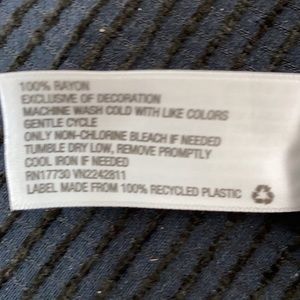 100% RAYON
EXCLUSIVE OF DECORATION
MACHINE WASH COLD WITH LIKE COLORS
GENTLE CYCLE
ONLY NON-CHLORINE BLEACH IF NEEDED
TUMBLE DRY LOW, REMOVE PROMPTLY
COOL IRON IF NEEDED
RN17730 VN2242811
LABEL MADE FROM 100% RECYCLED PLASTIC